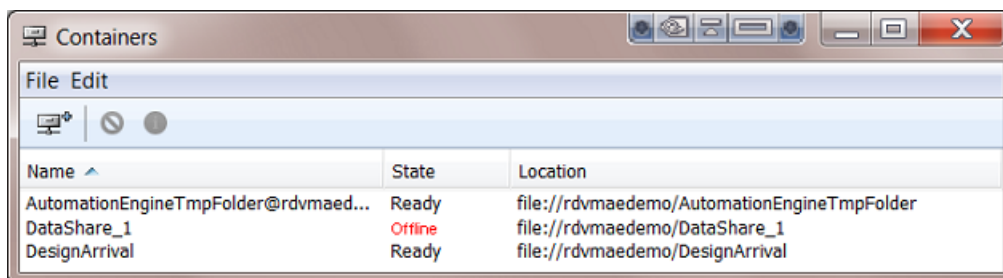 Containers
File Edit
Name State Location
AutomationEngineTmpFolder@rdvmaed... Ready file://rdvmaedemo/AutomationEngineTmpFolder
DataShare_1 Offline file://rdvmaedemo/DataShare_1
DesignArrival Ready file://rdvmaedemo/DesignArrival